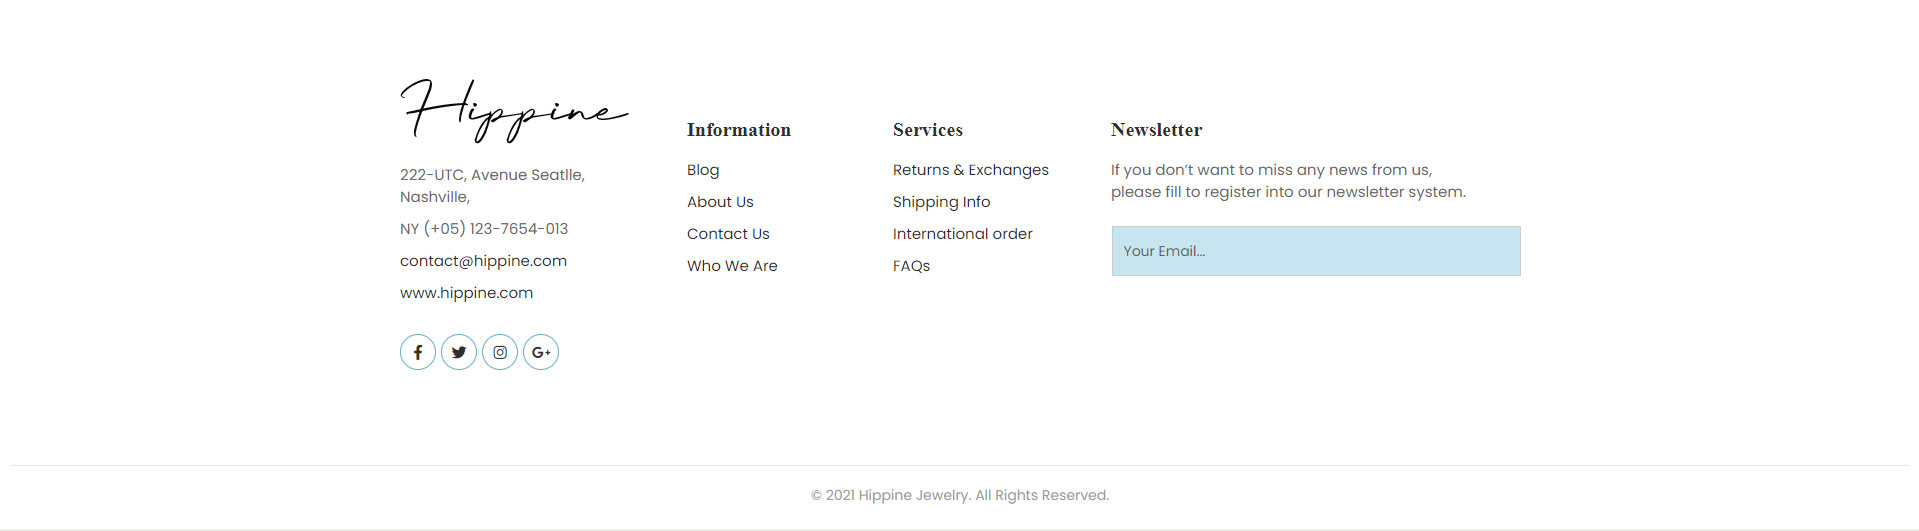 Hippine
222-UTC, Avenue Seatlle,
Nashville,
NY (+05) 123-7654-013
contact@hippine.com
www.hippine.com
Information
Blog
About Us
Contact Us
Who We Are
Services
Returns & Exchanges
Shipping Info
International order
FAQs
Newsletter
If you don’t want to miss any news from us,
please fill to register into our newsletter system.
Your Email...
© 2021 Hippine Jewelry. All Rights Reserved.